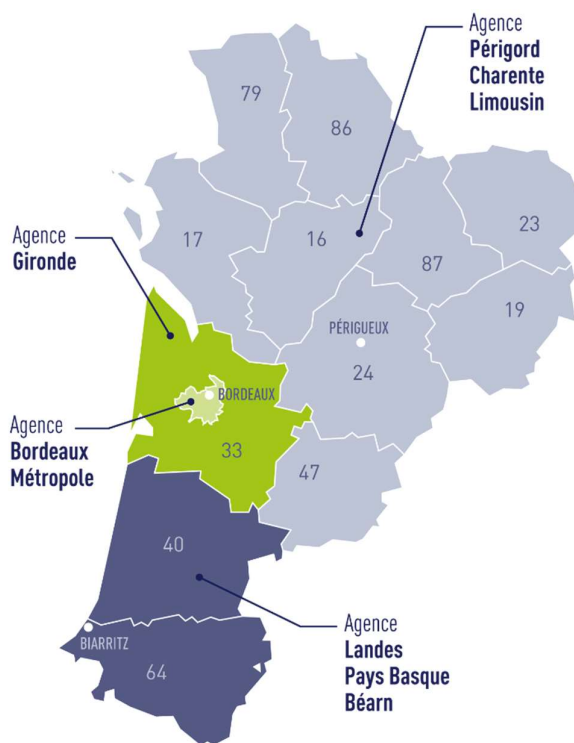 Agence
Périgord
Charente
Limousin
79
86
23
17
16
87
Agence
Gironde
19
PÉRIGUEUX
24
BORDEAUX
Agence
Bordeaux
Métropole
33
47
40
Agence
Landes
Pays Basque
Béarn
BIARRITZ
64